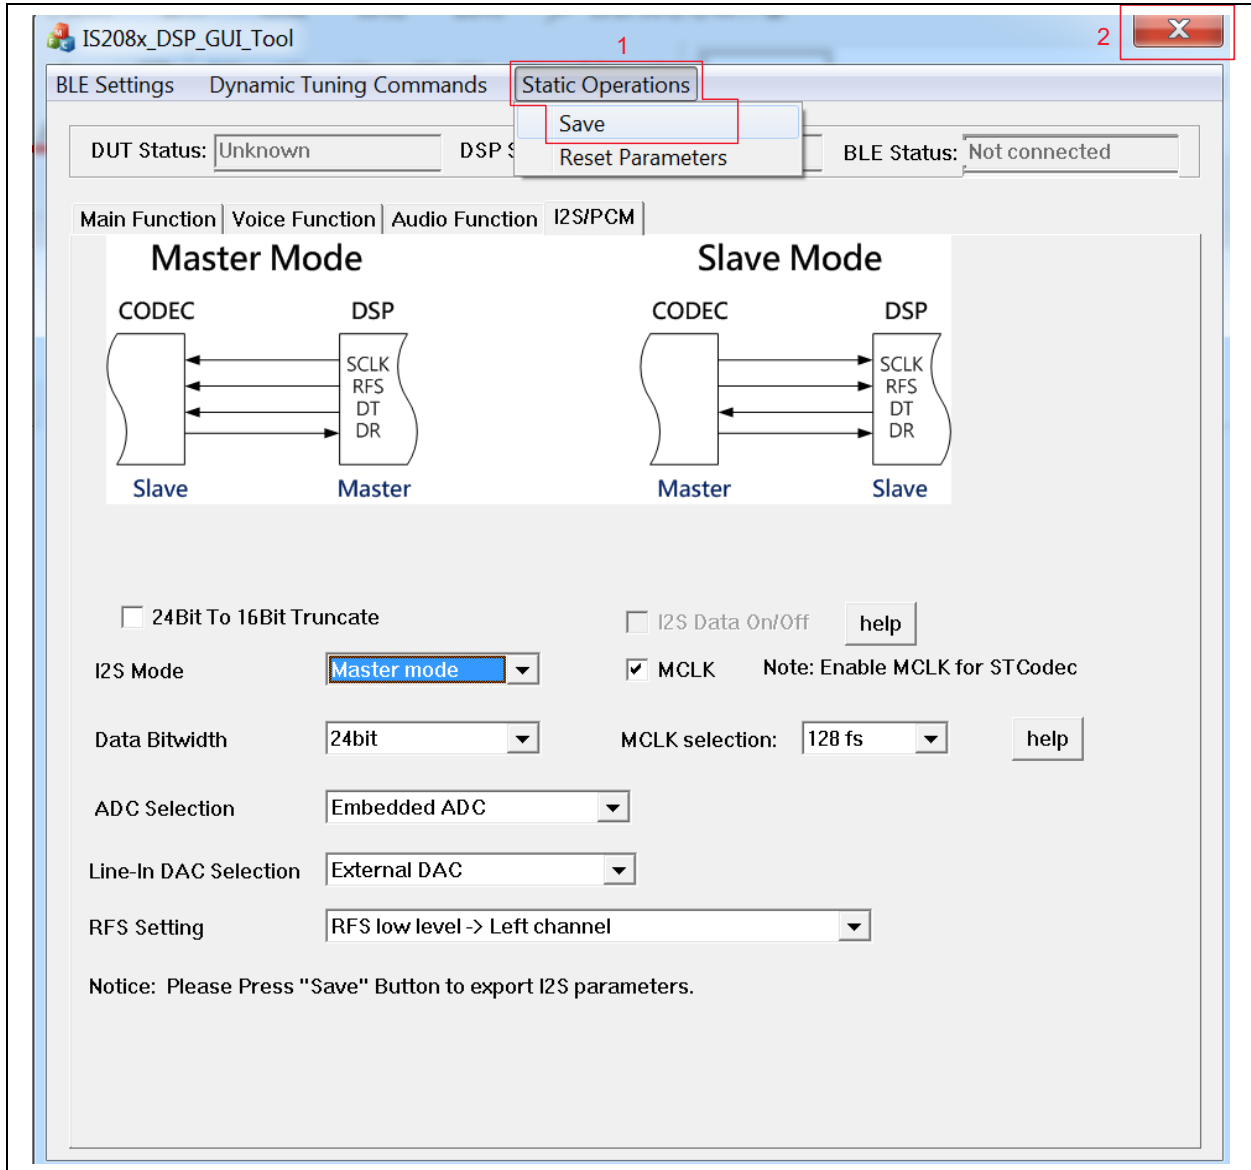 IS208x_DSP_GUI_Tool
1
2
BLE Settings Dynamic Tuning Commands Static Operations
Save
Reset Parameters
DUT Status: Unknown DSP S BLE Status: Not connected
Main Function Voice Function Audio Function I2S/PCM
Master Mode Slave Mode
CODEC DSP CODEC DSP
SCLK SCLK
RFS RFS
DT DT
DR DR
Slave Master Master Slave
24Bit To 16Bit Truncate I2S Data On/Off help
I2S Mode Master mode MCLK Note: Enable MCLK for STCodec
Data Bitwidth 24bit MCLK selection: 128 fs help
ADC Selection Embedded ADC
Line-In DAC Selection External DAC
RFS Setting RFS low level -> Left channel
Notice: Please Press "Save" Button to export I2S parameters.